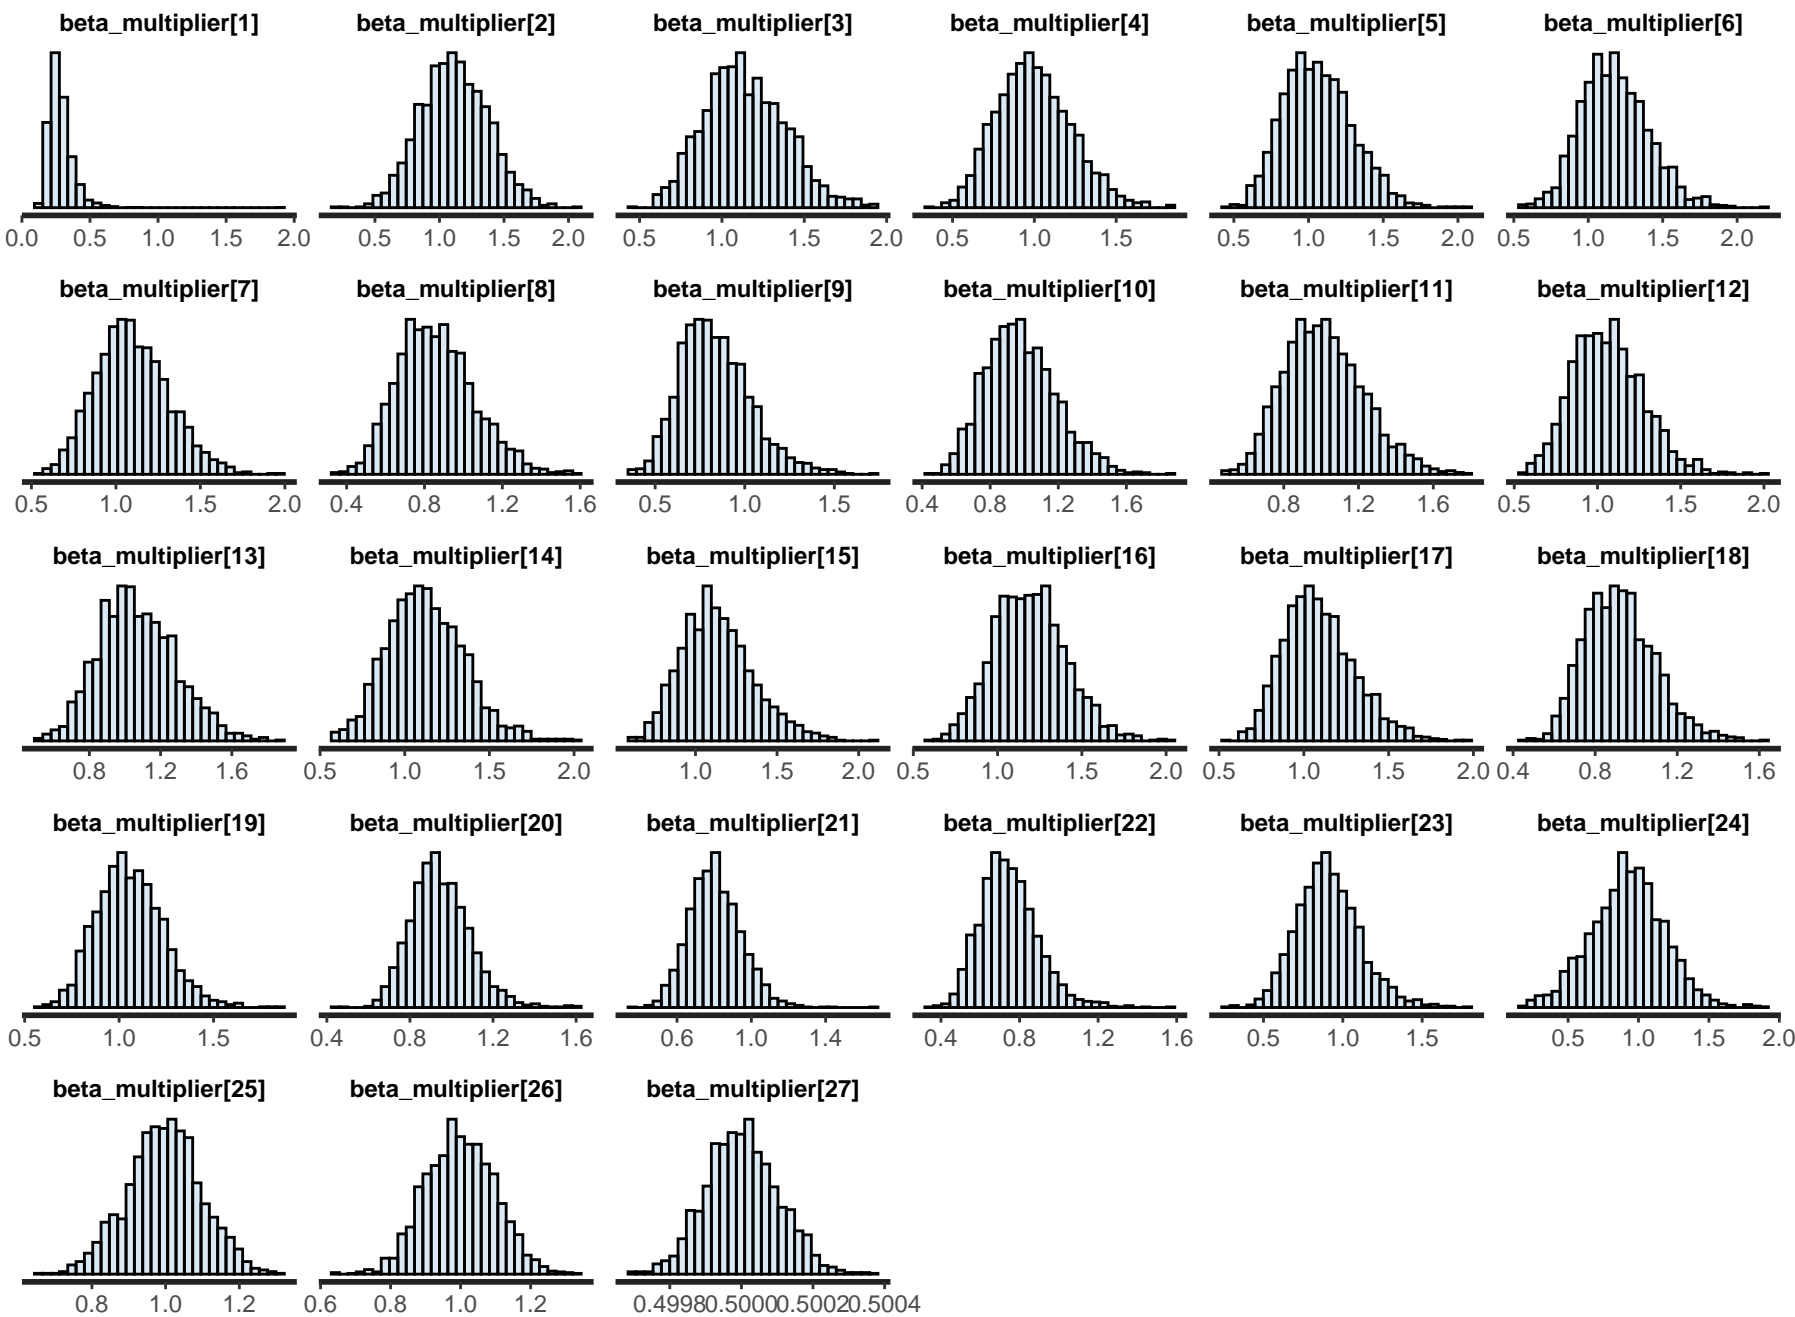 beta_multiplier[1] beta_multiplier[2] beta_multiplier[3] beta_multiplier[4] beta_multiplier[5] beta_multiplier[6]
0.0 0.5 1.0 1.5 2.0 0.5 1.0 1.5 2.0 0.5 1.0 1.5 2.0 0.5 1.0 1.5 0.5 1.0 1.5 2.0 0.5 1.0 1.5 2.0
beta_multiplier[7] beta_multiplier[8] beta_multiplier[9] beta_multiplier[10] beta_multiplier[11] beta_multiplier[12]
0.5 1.0 1.5 2.0 0.4 0.8 1.2 1.6 0.5 1.0 1.5 0.4 0.8 1.2 1.6 0.8 1.2 1.6 0.5 1.0 1.5 2.0
beta_multiplier[13] beta_multiplier[14] beta_multiplier[15] beta_multiplier[16] beta_multiplier[17] beta_multiplier[18]
0.8 1.2 1.6 0.5 1.0 1.5 2.0 1.0 1.5 2.0 0.5 1.0 1.5 2.0 0.5 1.0 1.5 2.0 0.4 0.8 1.2 1.6
beta_multiplier[19] beta_multiplier[20] beta_multiplier[21] beta_multiplier[22] beta_multiplier[23] beta_multiplier[24]
0.5 1.0 1.5 0.4 0.8 1.2 1.6 0.6 1.0 1.4 0.4 0.8 1.2 1.6 0.5 1.0 1.5 0.5 1.0 1.5 2.0
beta_multiplier[25] beta_multiplier[26] beta_multiplier[27]
0.8 1.0 1.2 0.6 0.8 1.0 1.2 0.4998 0.5000 0.5002 0.5004